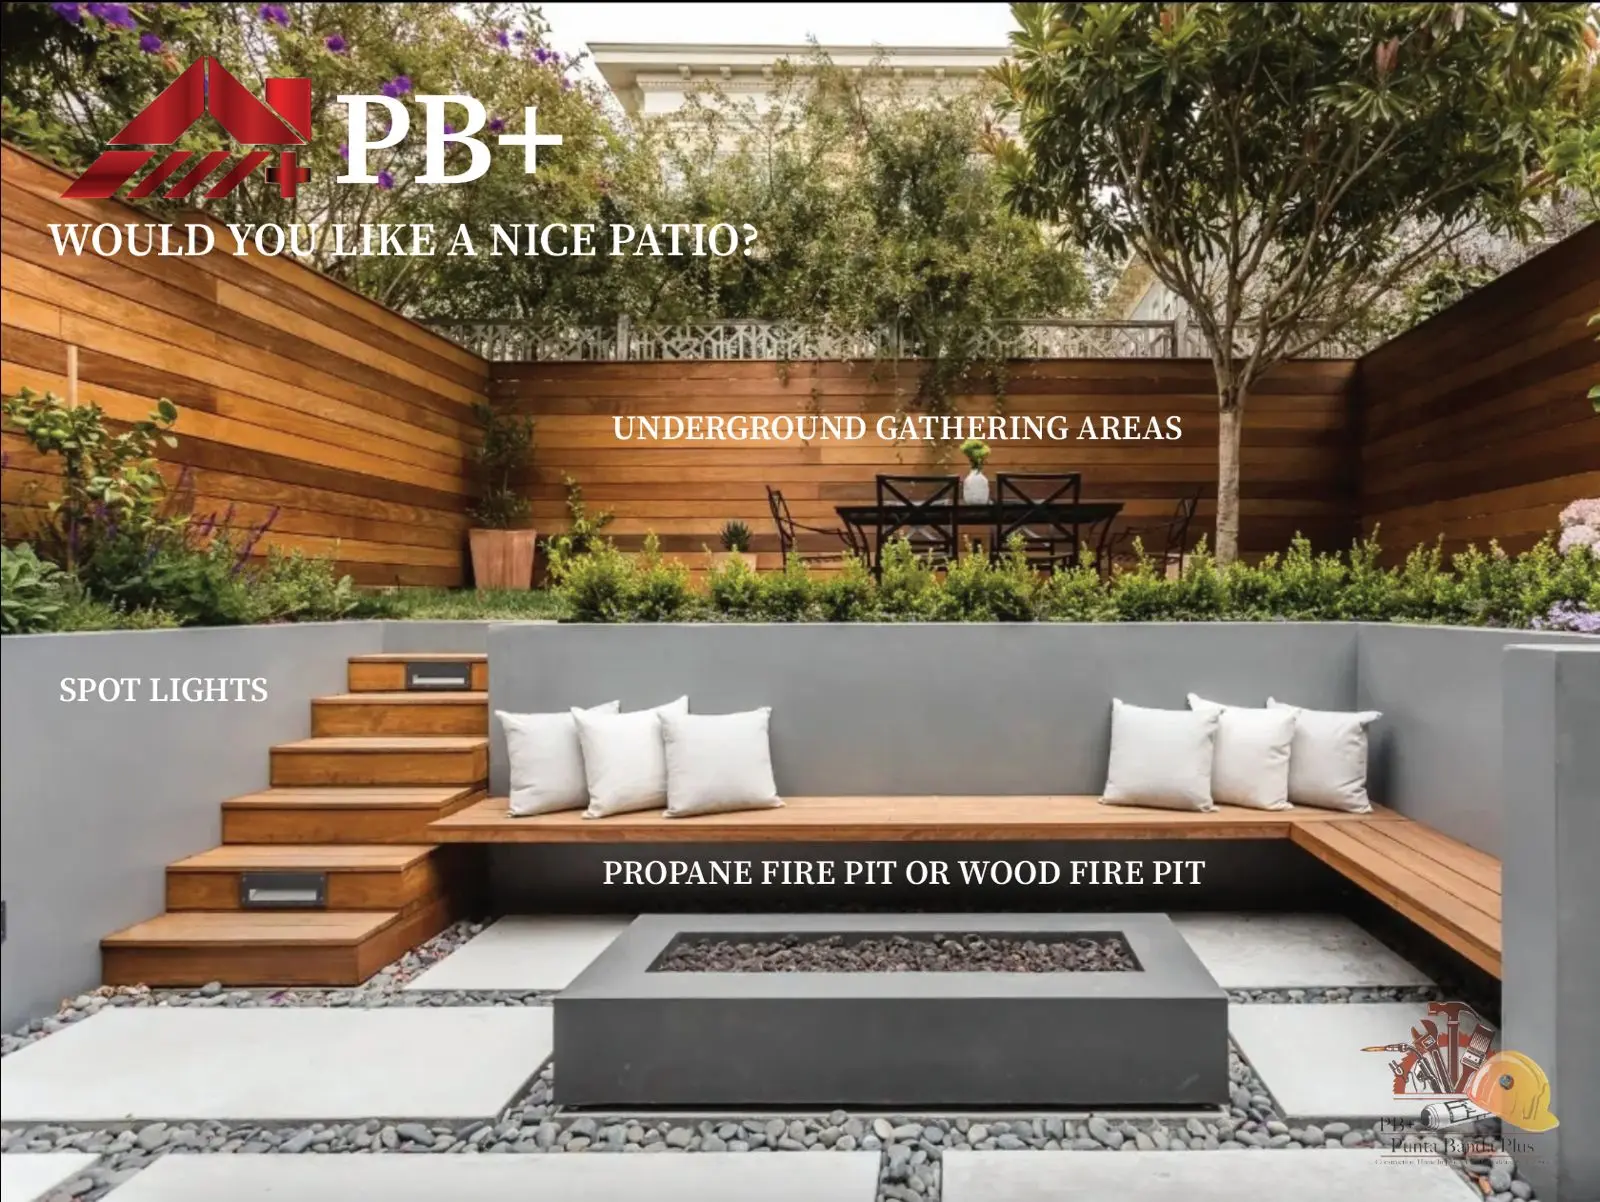 PB+
WOULD YOU LIKE A NICE PATIO?
UNDERGROUND GATHERING AREAS
SPOT LIGHTS
PROPANE FIRE PIT OR WOOD FIRE PIT
PB+
Punta Banda Plus